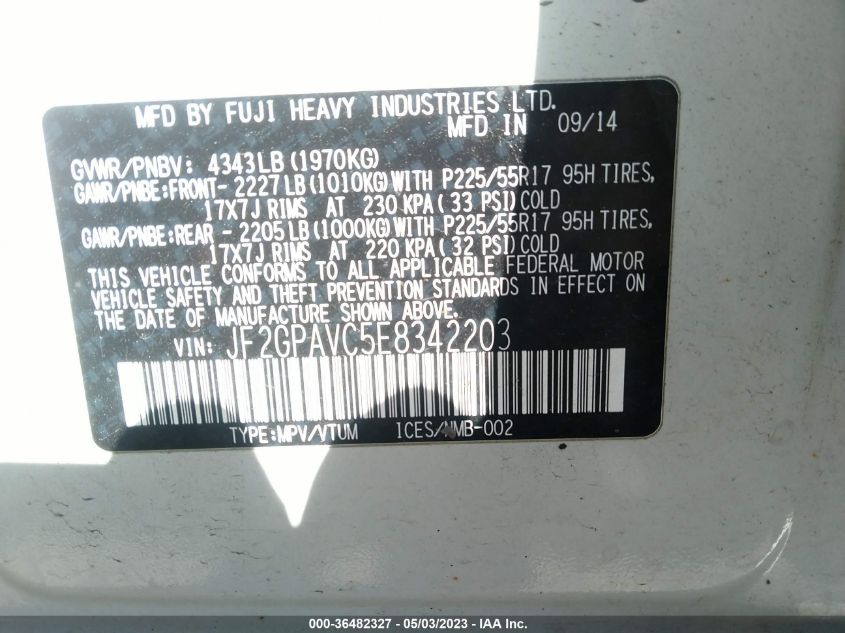 MFD BY FUJI HEAVY INDUSTRIES LTD.
MFD IN 09/14
GVWR/PNBV: 4343LB (1970KG)
GAWR/PNBE:FRONT- 2227LB(1010KG)WITH P225/55R17 95H TIRES,
17X7J RIMS AT 230 KPA( 33 PSI)COLD
GAWR/PNBE:REAR - 2205LB(1000KG)WITH P225/55R17 95H TIRES,
17X7J RIMS AT 220 KPA( 32 PSI)COLD
THIS VEHICLE CONFORMS TO ALL APPLICABLE FEDERAL MOTOR
VEHICLE SAFETY AND THEFT PREVENTION STANDARDS IN EFFECT ON
THE DATE OF MANUFACTURE SHOWN ABOVE.
VIN: JF2GPAVC5E8342203
TYPE:MPV/VTUM ICES/NMB-002
000-36482327 - 05/03/2023 - IAA Inc.